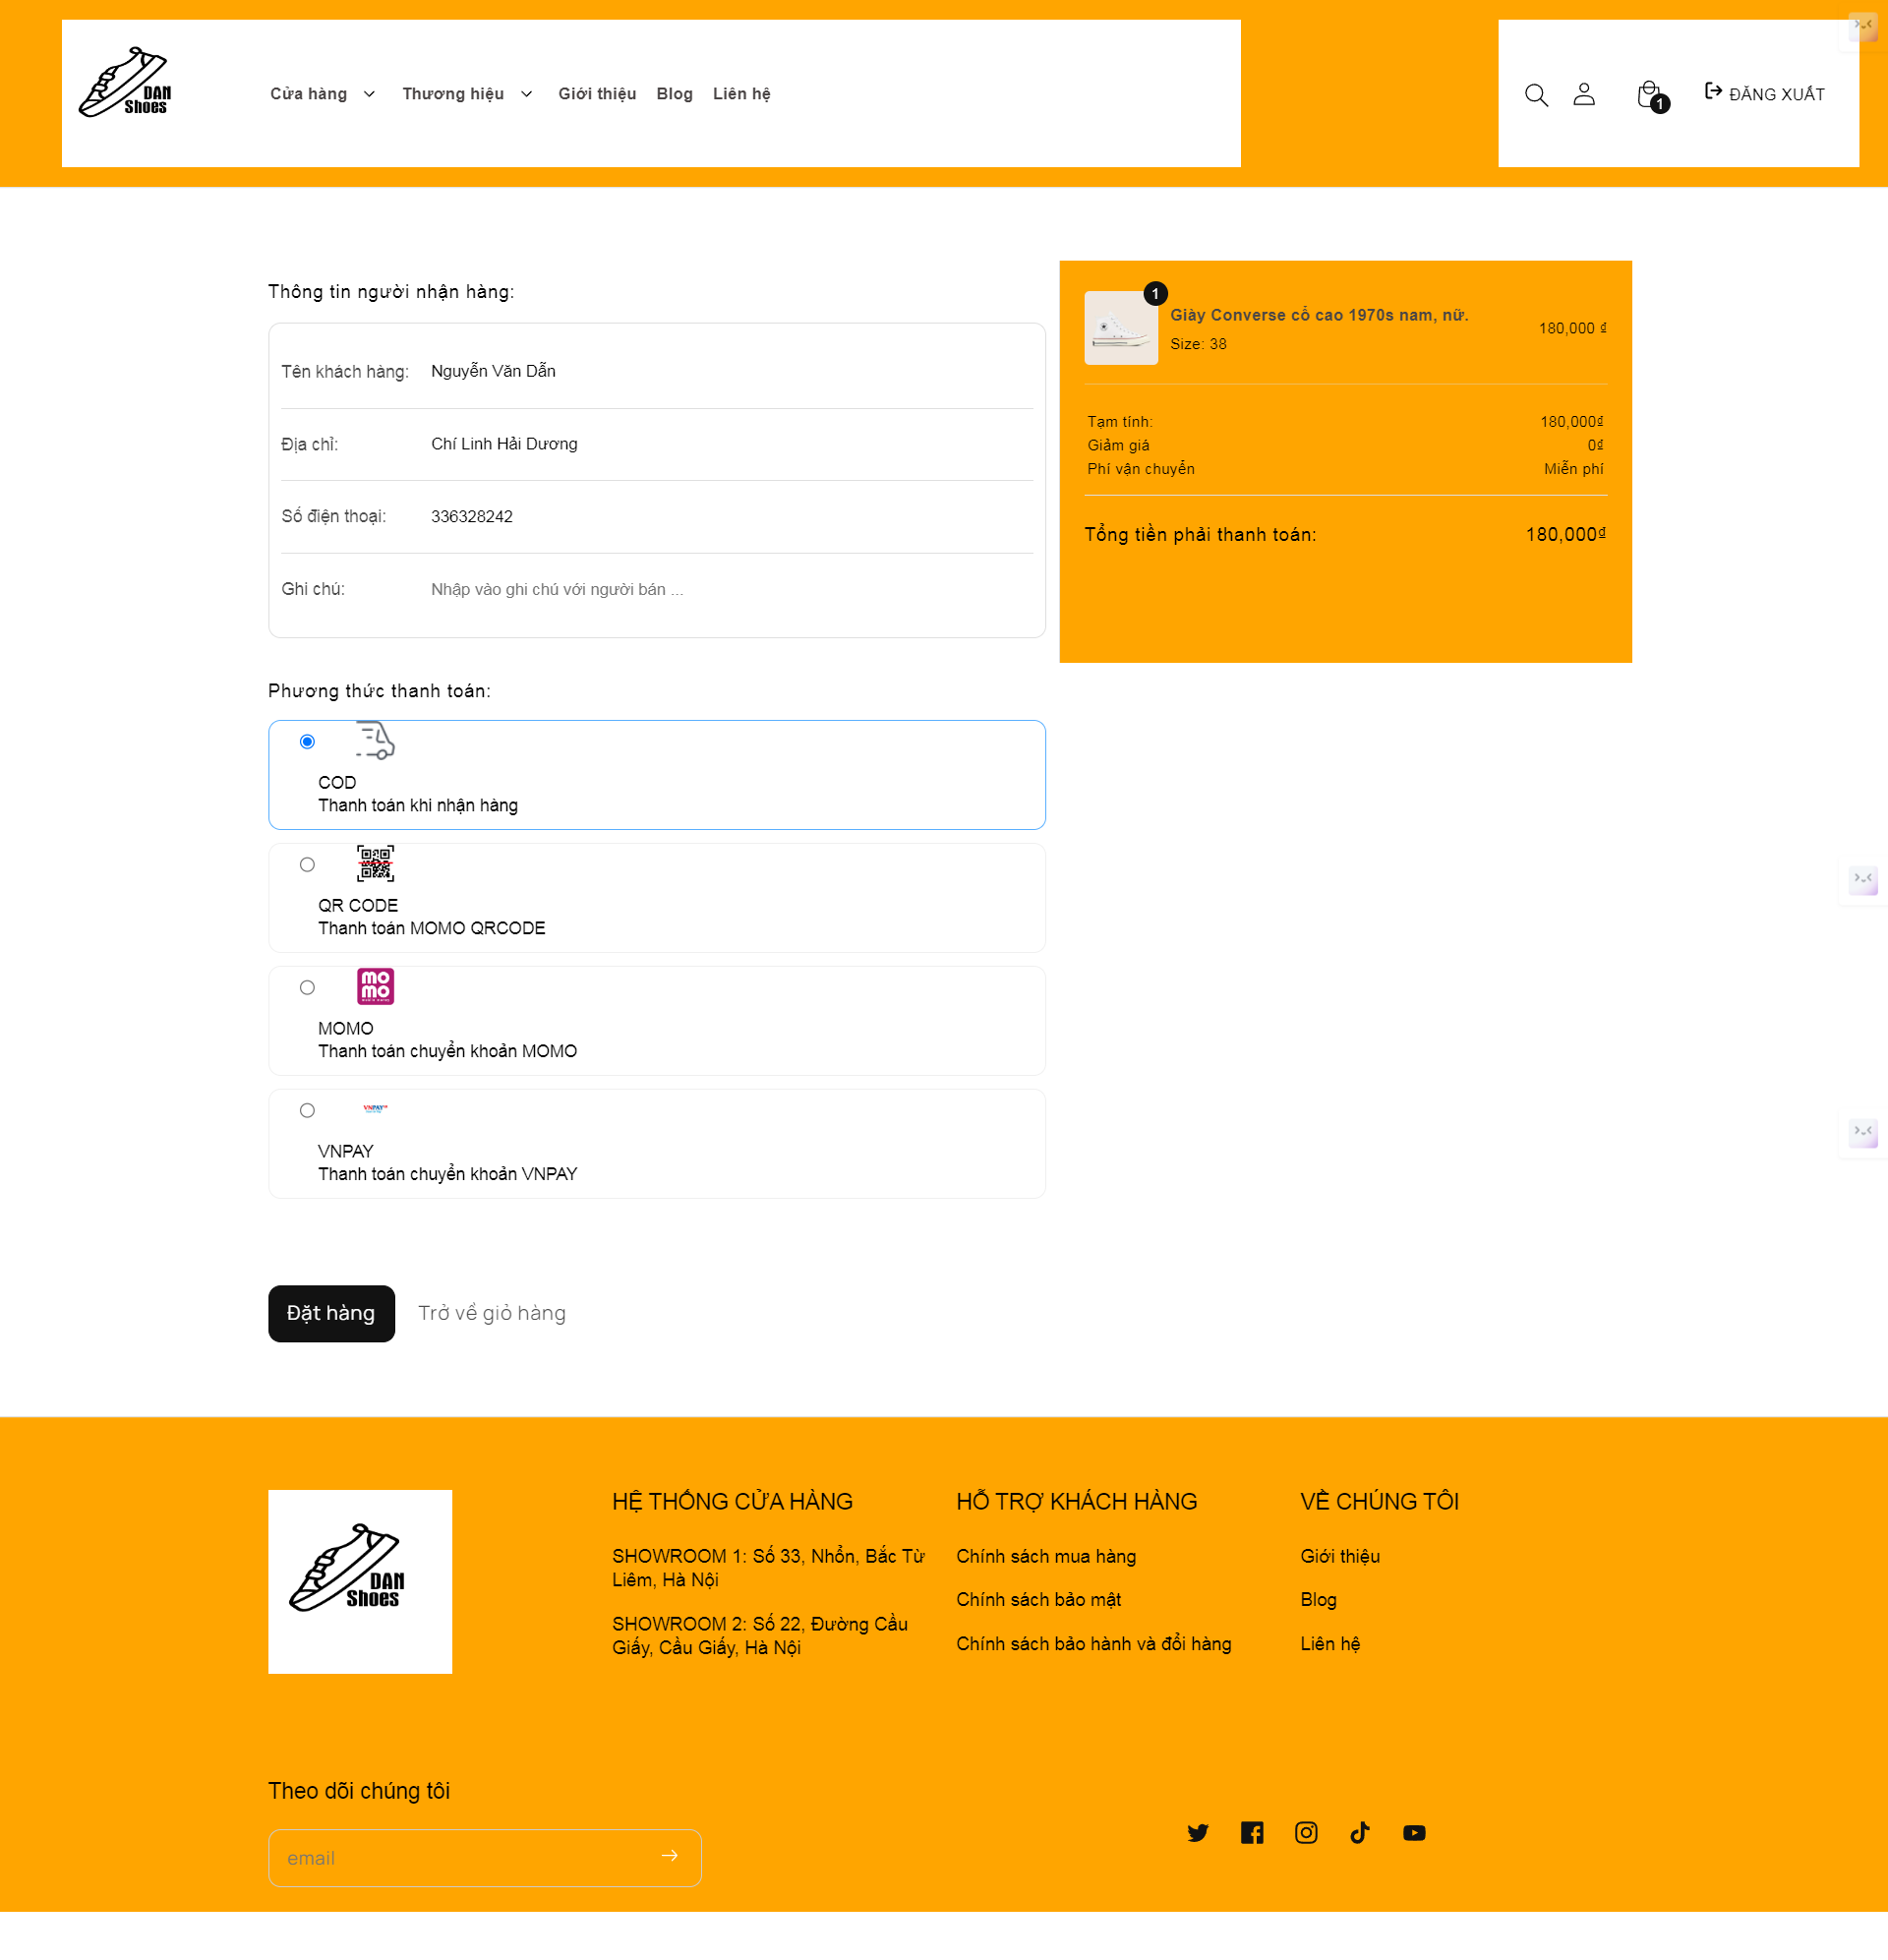 DAN
Shoes
Cửa hàng
Thương hiệu
Giới thiệu
Blog
Liên hệ
1
ĐĂNG XUẤT
Thông tin người nhận hàng:
Tên khách hàng: Nguyễn Văn Dẫn
Địa chỉ: Chí Linh Hải Dương
Số điện thoại: 336328242
Ghi chú: Nhập vào ghi chú với người bán ...
1
Giày Converse cổ cao 1970s nam, nữ.
Size: 38
180,000 ₫
Tạm tính: 180,000₫
Giảm giá 0₫
Phí vận chuyển Miễn phí
Tổng tiền phải thanh toán: 180,000₫
Phương thức thanh toán:
COD
Thanh toán khi nhận hàng
QR CODE
Thanh toán MOMO QRCODE
mo
mo
MOMO
Thanh toán chuyển khoản MOMO
VNPAY
VNPAY
Thanh toán chuyển khoản VNPAY
Đặt hàng
Trở về giỏ hàng
DAN
Shoes
HỆ THỐNG CỬA HÀNG
SHOWROOM 1: Số 33, Nhổn, Bắc Từ
Liêm, Hà Nội
SHOWROOM 2: Số 22, Đường Cầu
Giấy, Cầu Giấy, Hà Nội
HỖ TRỢ KHÁCH HÀNG
Chính sách mua hàng
Chính sách bảo mật
Chính sách bảo hành và đổi hàng
VỀ CHÚNG TÔI
Giới thiệu
Blog
Liên hệ
Theo dõi chúng tôi
email